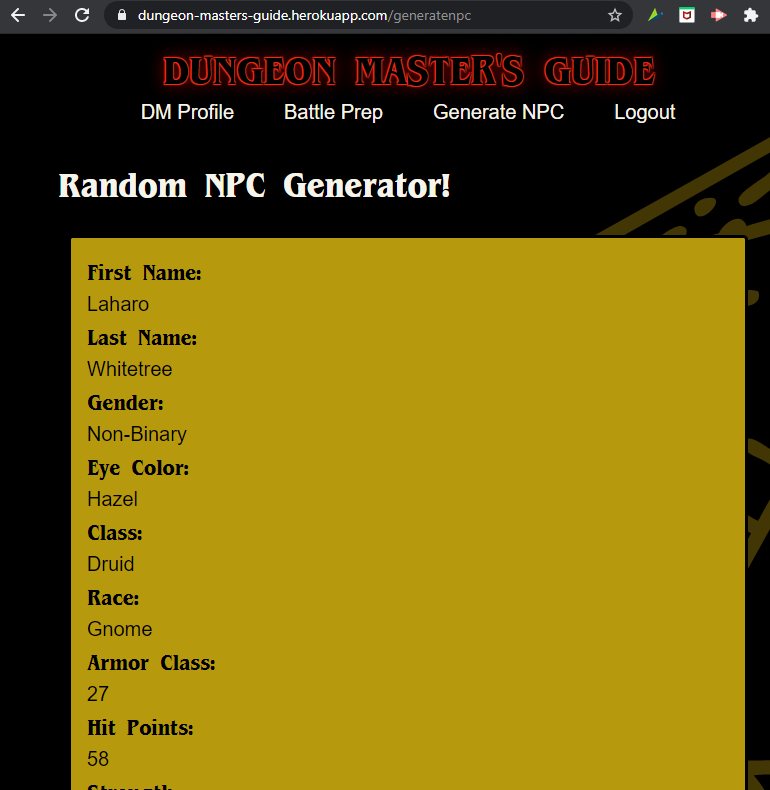 dungeon-masters-guide.herokuapp.com/generatenpc
DUNGEON MASTER'S GUIDE
DM Profile Battle Prep Generate NPC Logout
Random NPC Generator!
First Name:
Laharo
Last Name:
Whitetree
Gender:
Non-Binary
Eye Color:
Hazel
Class:
Druid
Race:
Gnome
Armor Class:
27
Hit Points:
58